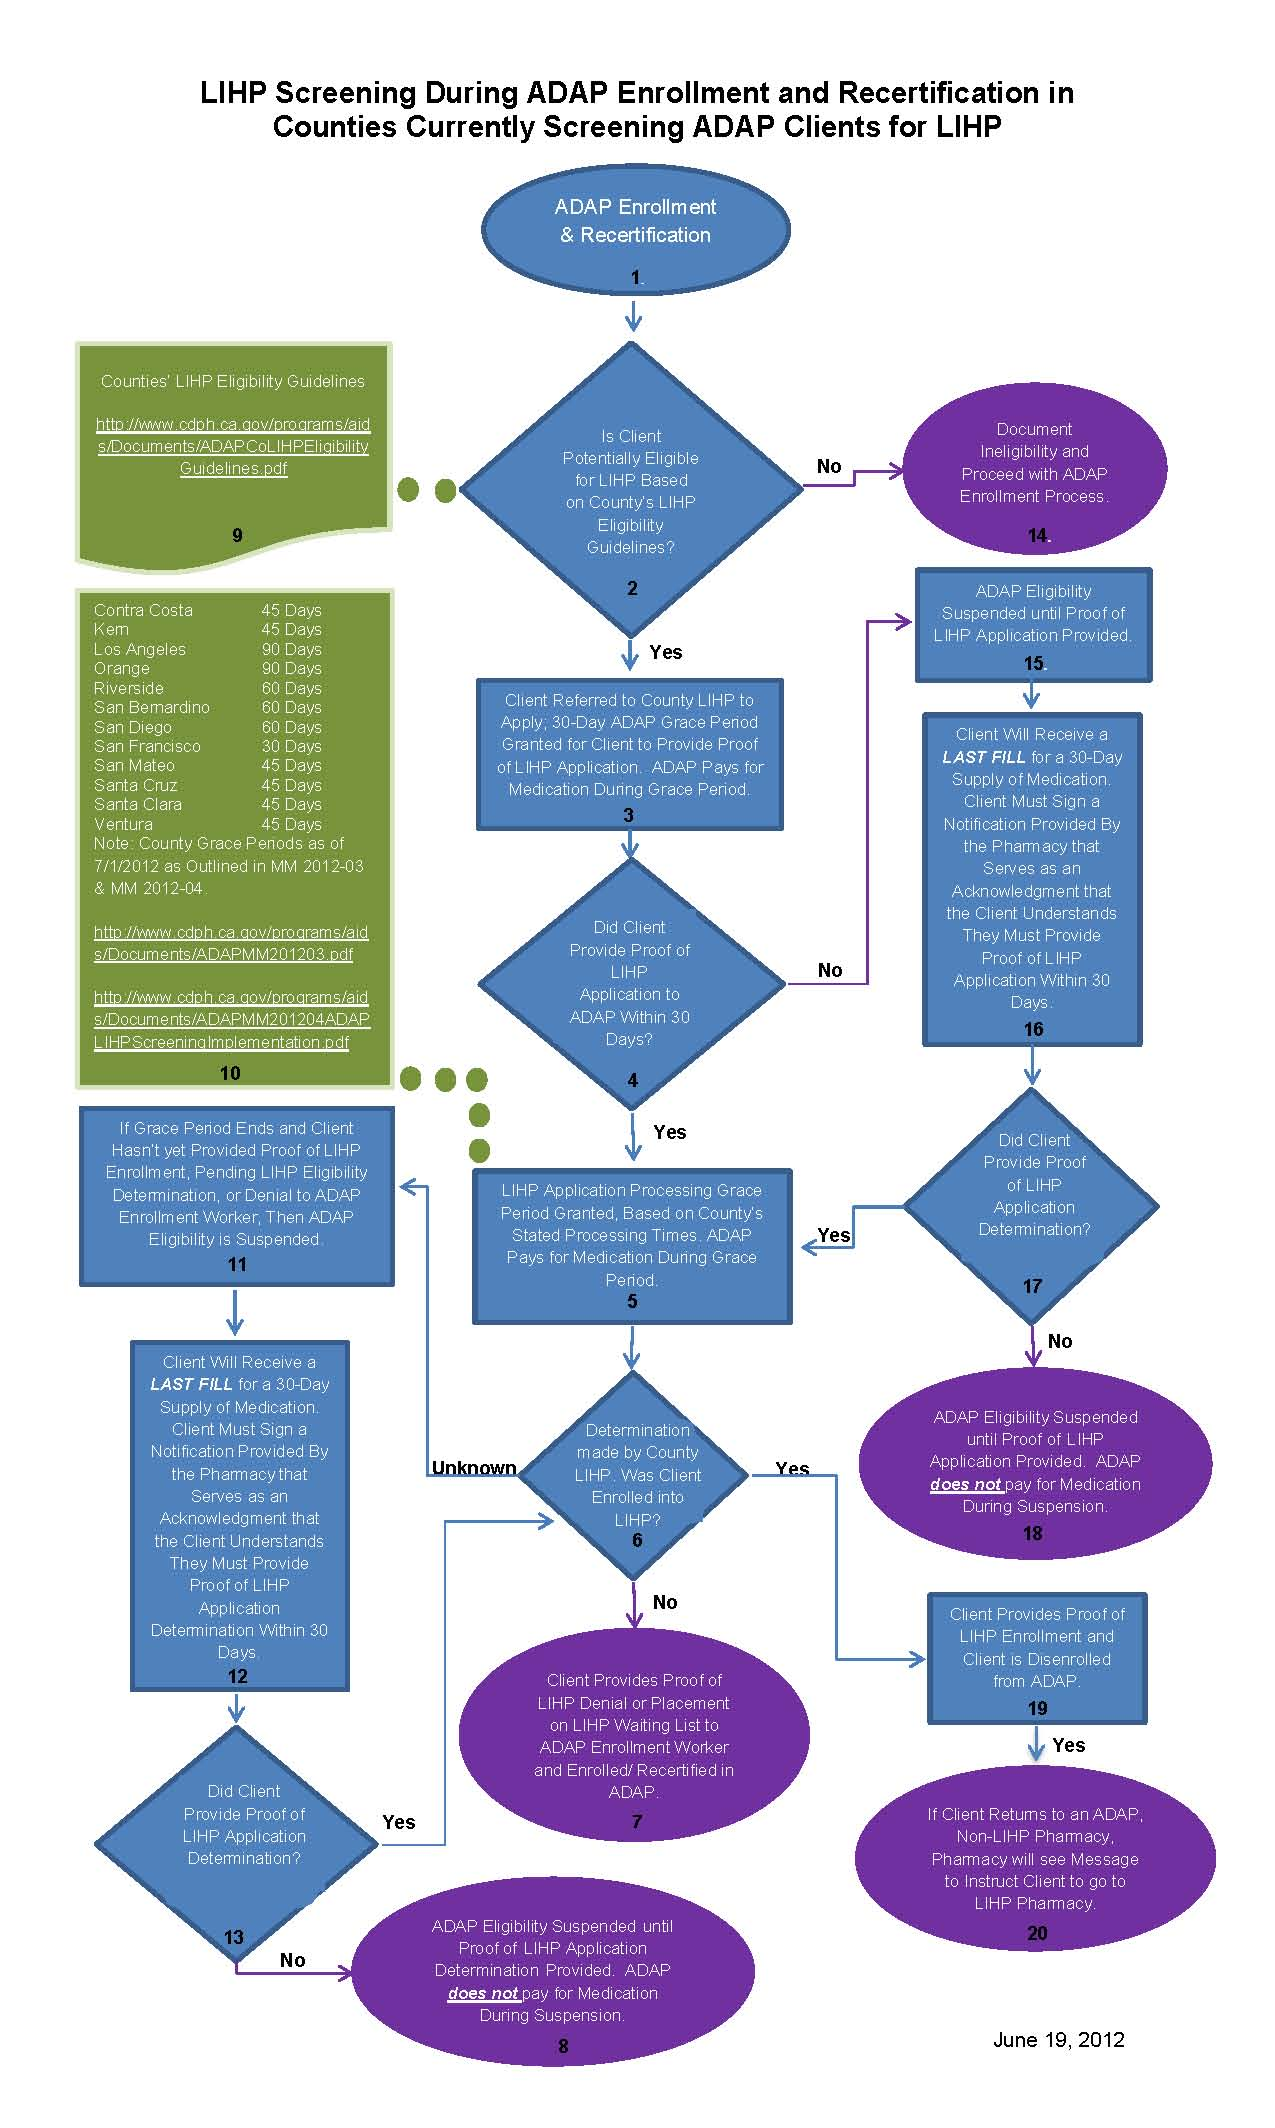 LIHP Screening During ADAP Enrollment and Recertification in
Counties Currently Screening ADAP Clients for LIHP
ADAP Enrollment
& Recertification
1.
Counties' LIHP Eligibility Guidelines
http://www.cdph.ca.gov/programs/aid
s/Documents/ADAPCoLIHPEligibility
Guidelines.pdf
9
Is Client
Potentially Eligible
for LIHP Based
on County's LIHP
Eligibility
Guidelines?
2
No
Document
Ineligibility and
Proceed with ADAP
Enrollment Process.
14.
Yes
Contra Costa 45 Days
Kern 45 Days
Los Angeles 90 Days
Orange 90 Days
Riverside 60 Days
San Bernardino 60 Days
San Diego 60 Days
San Francisco 30 Days
San Mateo 45 Days
Santa Cruz 45 Days
Santa Clara 45 Days
Ventura 45 Days
Note: County Grace Periods as of
7/1/2012 as Outlined in MM 2012-03
& MM 2012-04.
http://www.cdph.ca.gov/programs/aid
s/Documents/ADAPMM201203.pdf
http://www.cdph.ca.gov/programs/aid
s/Documents/ADAPMM201204ADAP
LIHPScreeningImplementation.pdf
10
Client Referred to County LIHP to
Apply; 30-Day ADAP Grace Period
Granted for Client to Provide Proof
of LIHP Application. ADAP Pays for
Medication During Grace Period.
3
ADAP Eligibility
Suspended until Proof of
LIHP Application Provided.
15.
Client Will Receive a
LAST FILL for a 30-Day
Supply of Medication.
Client Must Sign a
Notification Provided By
the Pharmacy that
Serves as an
Acknowledgment that
the Client Understands
They Must Provide
Proof of LIHP
Application Within 30
Days.
16
Did Client
Provide Proof of
LIHP
Application to
ADAP Within 30
Days?
4
No
Yes
If Grace Period Ends and Client
Hasn't yet Provided Proof of LIHP
Enrollment, Pending LIHP Eligibility
Determination, or Denial to ADAP
Enrollment Worker, Then ADAP
Eligibility is Suspended.
11
LIHP Application Processing Grace
Period Granted, Based on County's
Stated Processing Times. ADAP
Pays for Medication During Grace
Period.
5
Did Client
Provide Proof
of LIHP
Application
Determination?
17
Yes
No
Client Will Receive a
LAST FILL for a 30-Day
Supply of Medication.
Client Must Sign a
Notification Provided By
the Pharmacy that
Serves as an
Acknowledgment that
the Client Understands
They Must Provide
Proof of LIHP
Application
Determination Within 30
Days.
12
Determination
made by County
LIHP. Was Client
Enrolled into
LIHP?
6
Unknown
Yes
No
ADAP Eligibility Suspended
until Proof of LIHP
Application Provided. ADAP
does not pay for Medication
During Suspension.
18
Client Provides Proof of
LIHP Enrollment and
Client is Disenrolled
from ADAP.
19
Yes
Client Provides Proof of
LIHP Denial or Placement
on LIHP Waiting List to
ADAP Enrollment Worker
and Enrolled/ Recertified in
ADAP.
7
Did Client
Provide Proof of
LIHP Application
Determination?
13
Yes
No
If Client Returns to an ADAP,
Non-LIHP Pharmacy,
Pharmacy will see Message
to Instruct Client to go to
LIHP Pharmacy.
20
ADAP Eligibility Suspended until
Proof of LIHP Application
Determination Provided. ADAP
does not pay for Medication
During Suspension.
8
June 19, 2012